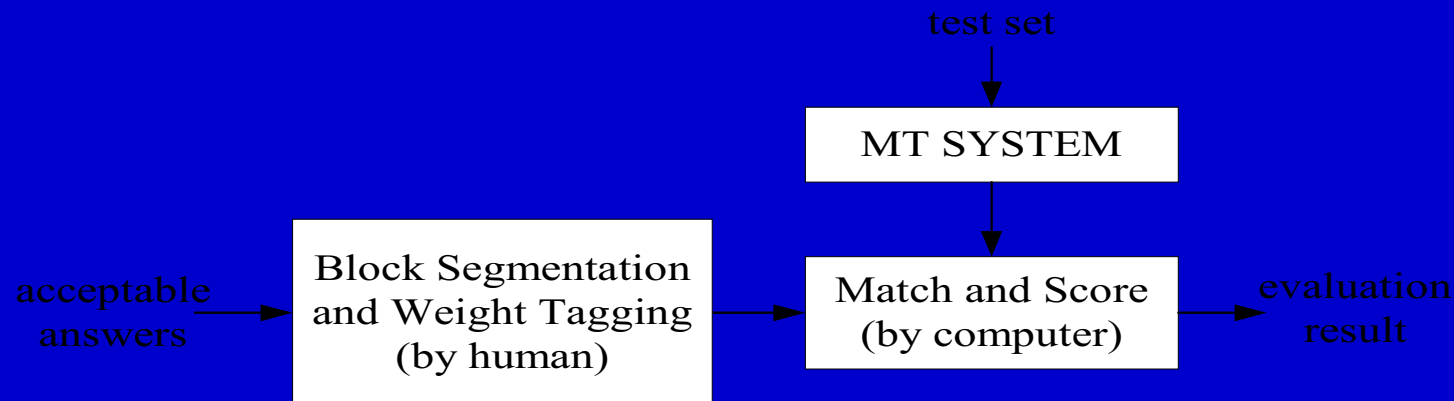 test set
MT SYSTEM
acceptable
answers
Block Segmentation
and Weight Tagging
(by human)
Match and Score
(by computer)
evaluation
result